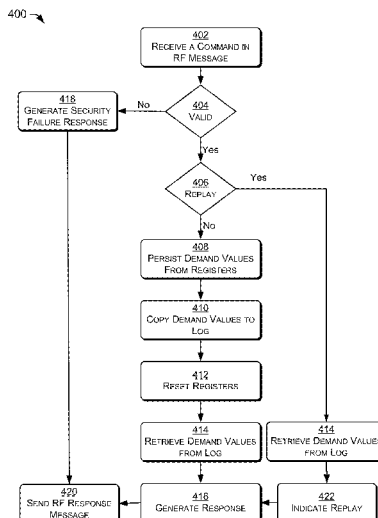 400
402
RECEIVE A COMMAND IN
RF MESSAGE
418
GENERATE SECURITY
FAILURE RESPONSE
No
404
VALID
Yes
406
REPLAY
Yes
No
408
PERSIST DEMAND VALUES
FROM REGISTERS
410
COPY DEMAND VALUES TO
LOG
412
RESET REGISTERS
414
RETRIEVE DEMAND VALUES
FROM LOG
414
RETRIEVE DEMAND VALUES
FROM LOG
420
SEND RF RESPONSE
MESSAGE
416
GENERATE RESPONSE
422
INDICATE REPLAY